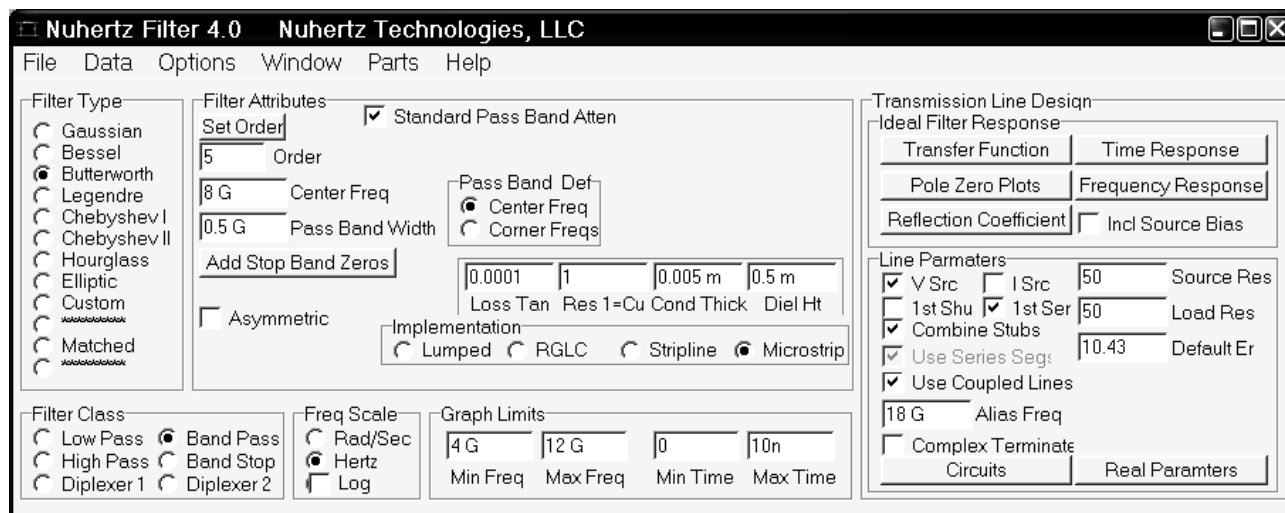 Nuhertz Filter 4.0 Nuhertz Technologies, LLC
File Data Options Window Parts Help
Filter Type
Gaussian
Bessel
Butterworth
Legendre
Chebyshev I
Chebyshev II
Hourglass
Elliptic
Custom
**********
Matched
**********
Filter Attributes
Set Order
Standard Pass Band Atten
5 Order
8 G Center Freq
0.5 G Pass Band Width
Pass Band Def
Center Freq
Corner Freqs
Add Stop Band Zeros
0.0001 1 0.005 m 0.5 m
Loss Tan Res 1=Cu Cond Thick Diel Ht
Asymmetric
Implementation
Lumped RGLC Stripline Microstrip
Transmission Line Design
Ideal Filter Response
Transfer Function Time Response
Pole Zero Plots Frequency Response
Reflection Coefficient Incl Source Bias
Line Parmaters
V Src I Src 50 Source Res
1st Shu 1st Ser 50 Load Res
Combine Stubs
Use Series Segs 10.43 Default Er
Use Coupled Lines
18 G Alias Freq
Complex Terminate
Circuits Real Paramters
Filter Class
Low Pass Band Pass
High Pass Band Stop
Diplexer 1 Diplexer 2
Freq Scale
Rad/Sec
Hertz
Log
Graph Limits
4 G 12 G 0 10n
Min Freq Max Freq Min Time Max Time